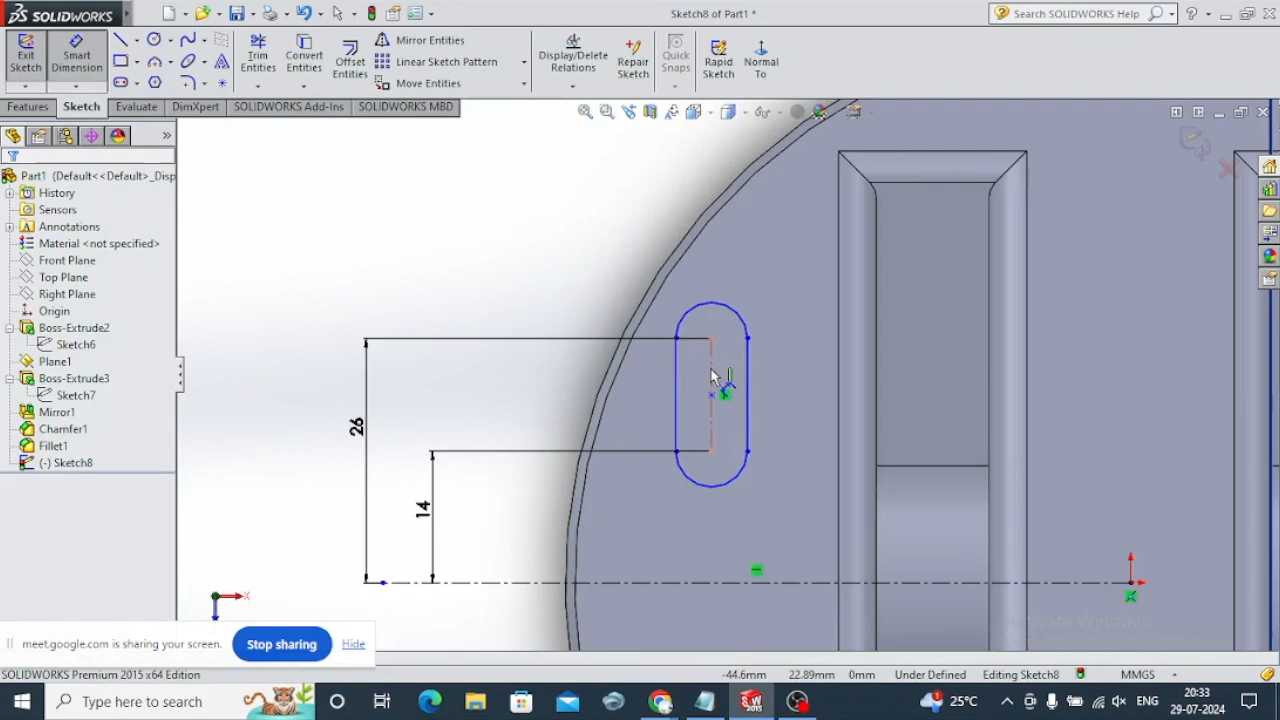 SOLIDWORKS
Sketch8 of Part1 *
Search SOLIDWORKS Help
Exit Sketch
Smart Dimension
Trim Entities
Convert Entities
Offset Entities
Mirror Entities
Linear Sketch Pattern
Move Entities
Display/Delete Relations
Repair Sketch
Quick Snaps
Rapid Sketch
Normal To
Features
Sketch
Evaluate
DimXpert
SOLIDWORKS Add-Ins
SOLIDWORKS MBD
Part1 (Default<<Default>_Disp
History
Sensors
Annotations
Material <not specified>
Front Plane
Top Plane
Right Plane
Origin
Boss-Extrude2
Sketch6
Plane1
Boss-Extrude3
Sketch7
Mirror1
Chamfer1
Fillet1
(-) Sketch8
26
14
X
Activate Windows
meet.google.com is sharing your screen.
Stop sharing
Hide
SOLIDWORKS Premium 2015 x64 Edition
-44.6mm
22.89mm
0mm
Under Defined
Editing Sketch8
MMGS
Type here to search
25°C
ENG
20:33
29-07-2024